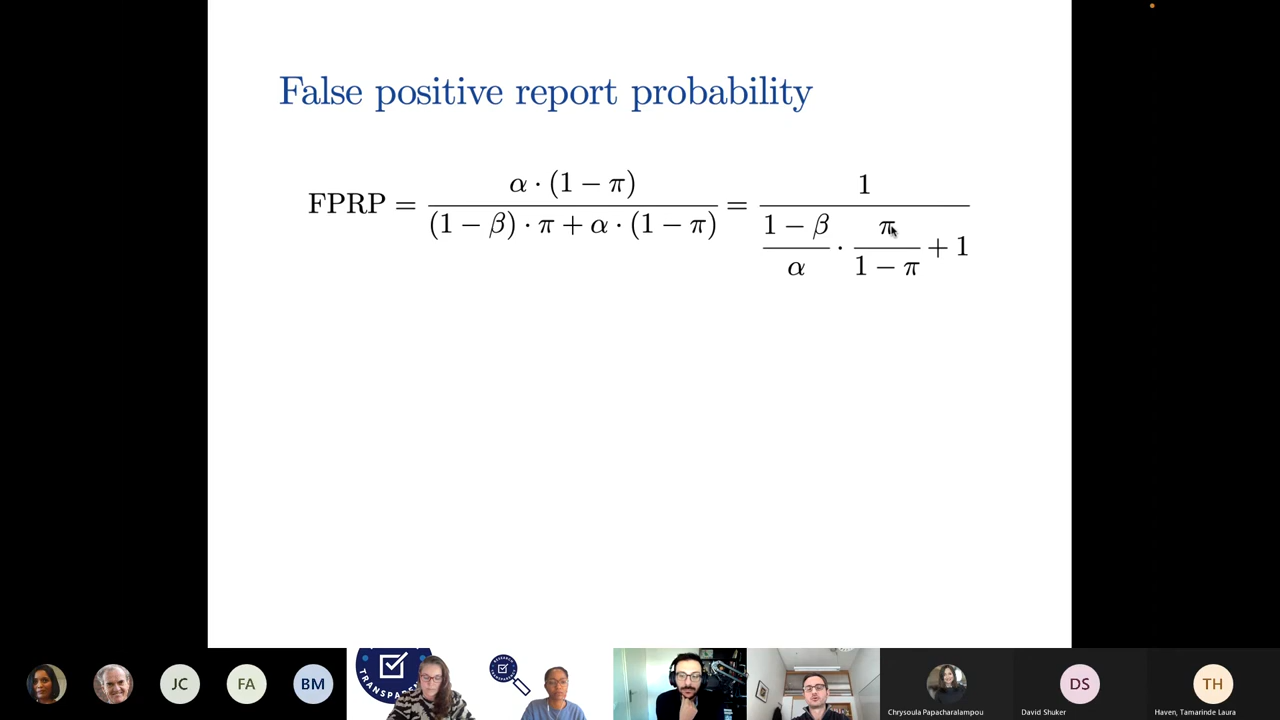 False positive report probability
FPRP = α · (1 − π) / ((1 − β) · π + α · (1 − π)) = 1 / ((1 − β)/α · π/(1 − π) + 1)
JC
FA
BM
TRANSPARE
Chrysoula Papacharalampou
DS
David Shuker
TH
Haven, Tamarinde Laura